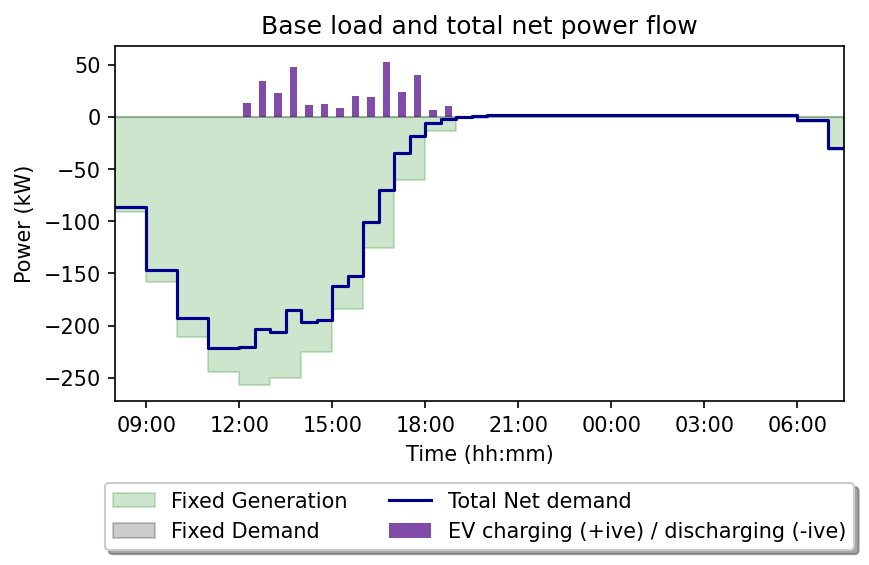 Base load and total net power flow
50
0
−50
−100
−150
−200
−250
Power (kW)
09:00 12:00 15:00 18:00 21:00 00:00 03:00 06:00
Time (hh:mm)
Fixed Generation
Fixed Demand
Total Net demand
EV charging (+ive) / discharging (-ive)